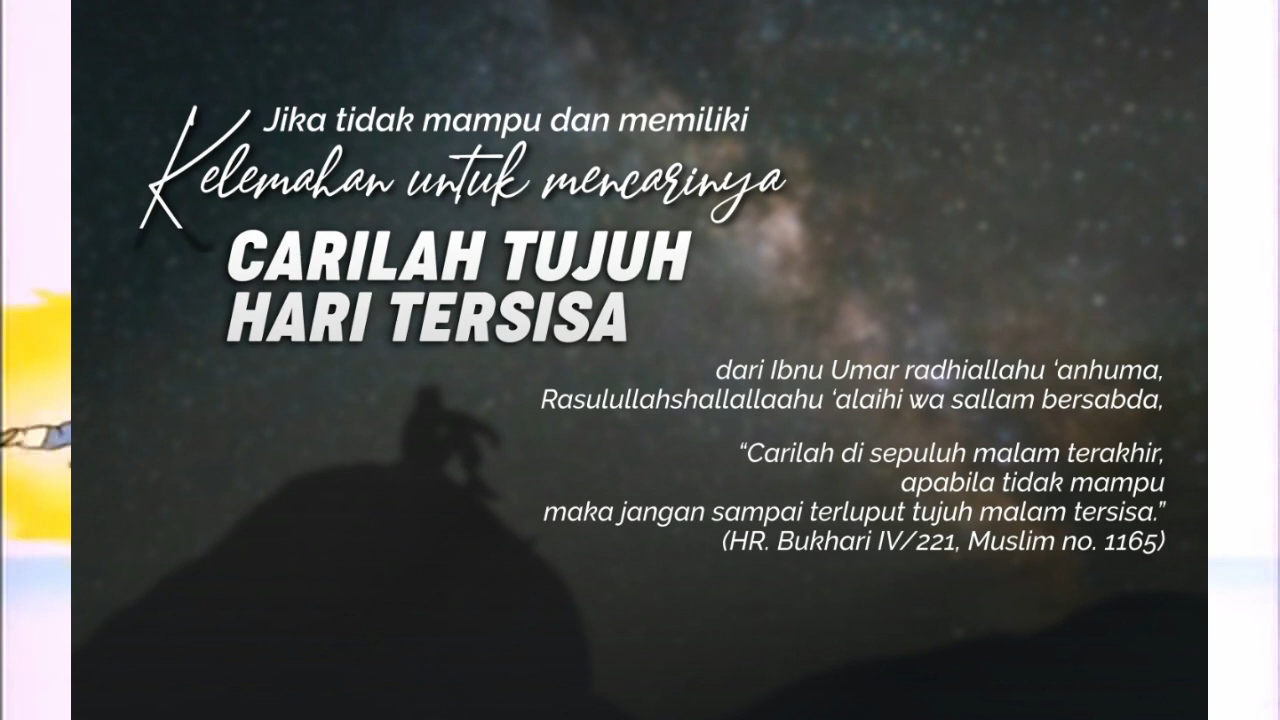 Jika tidak mampu dan memiliki
Kelemahan untuk mencarinya
CARILAH TUJUH
HARI TERSISA
dari Ibnu Umar radhiallahu ‘anhuma,
Rasulullahshallallaahu ‘alaihi wa sallam bersabda,
“Carilah di sepuluh malam terakhir,
apabila tidak mampu
maka jangan sampai terluput tujuh malam tersisa.”
(HR. Bukhari IV/221, Muslim no. 1165)